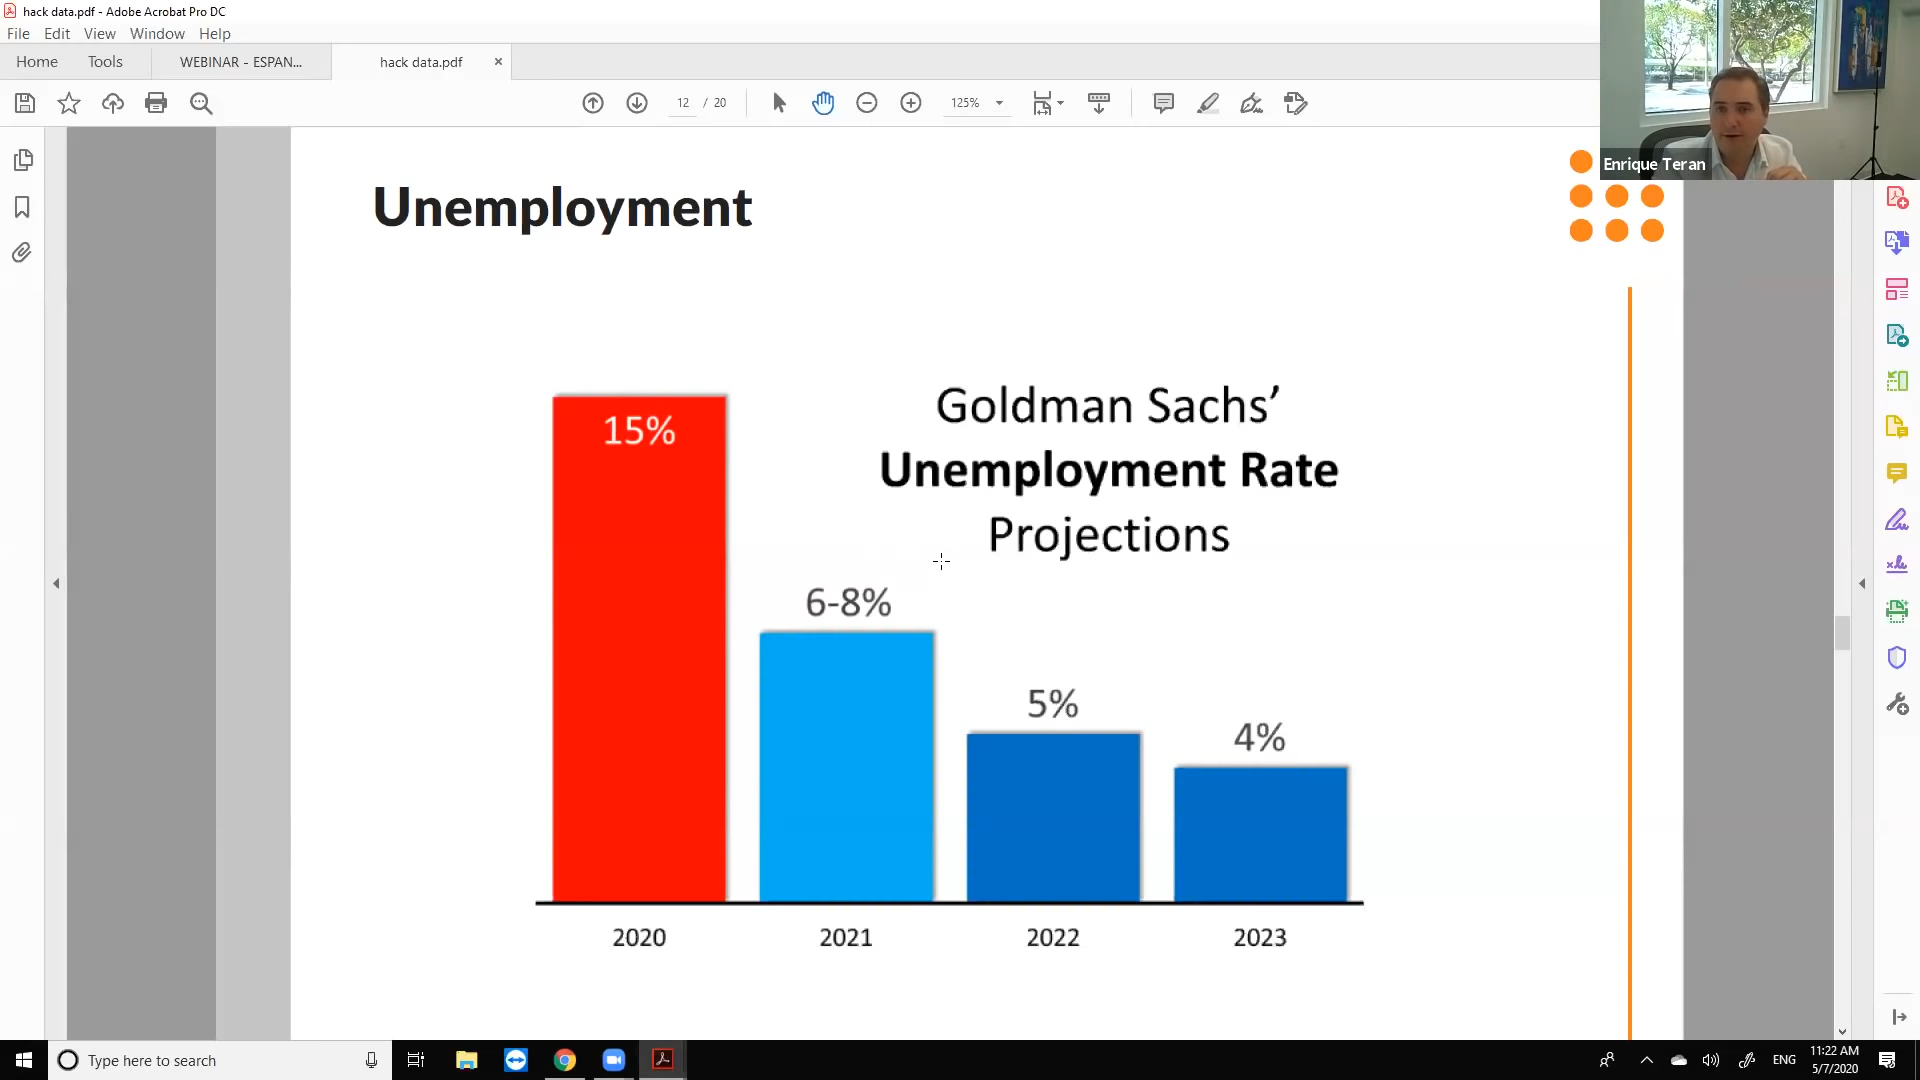 hack data.pdf - Adobe Acrobat Pro DC
File Edit View Window Help
Home Tools WEBINAR - ESPAN... hack data.pdf ×
12 / 20 125%
Enrique Teran
Unemployment
Goldman Sachs’
Unemployment Rate
Projections
15%
6-8%
5%
4%
2020 2021 2022 2023
Type here to search
ENG
11:22 AM
5/7/2020